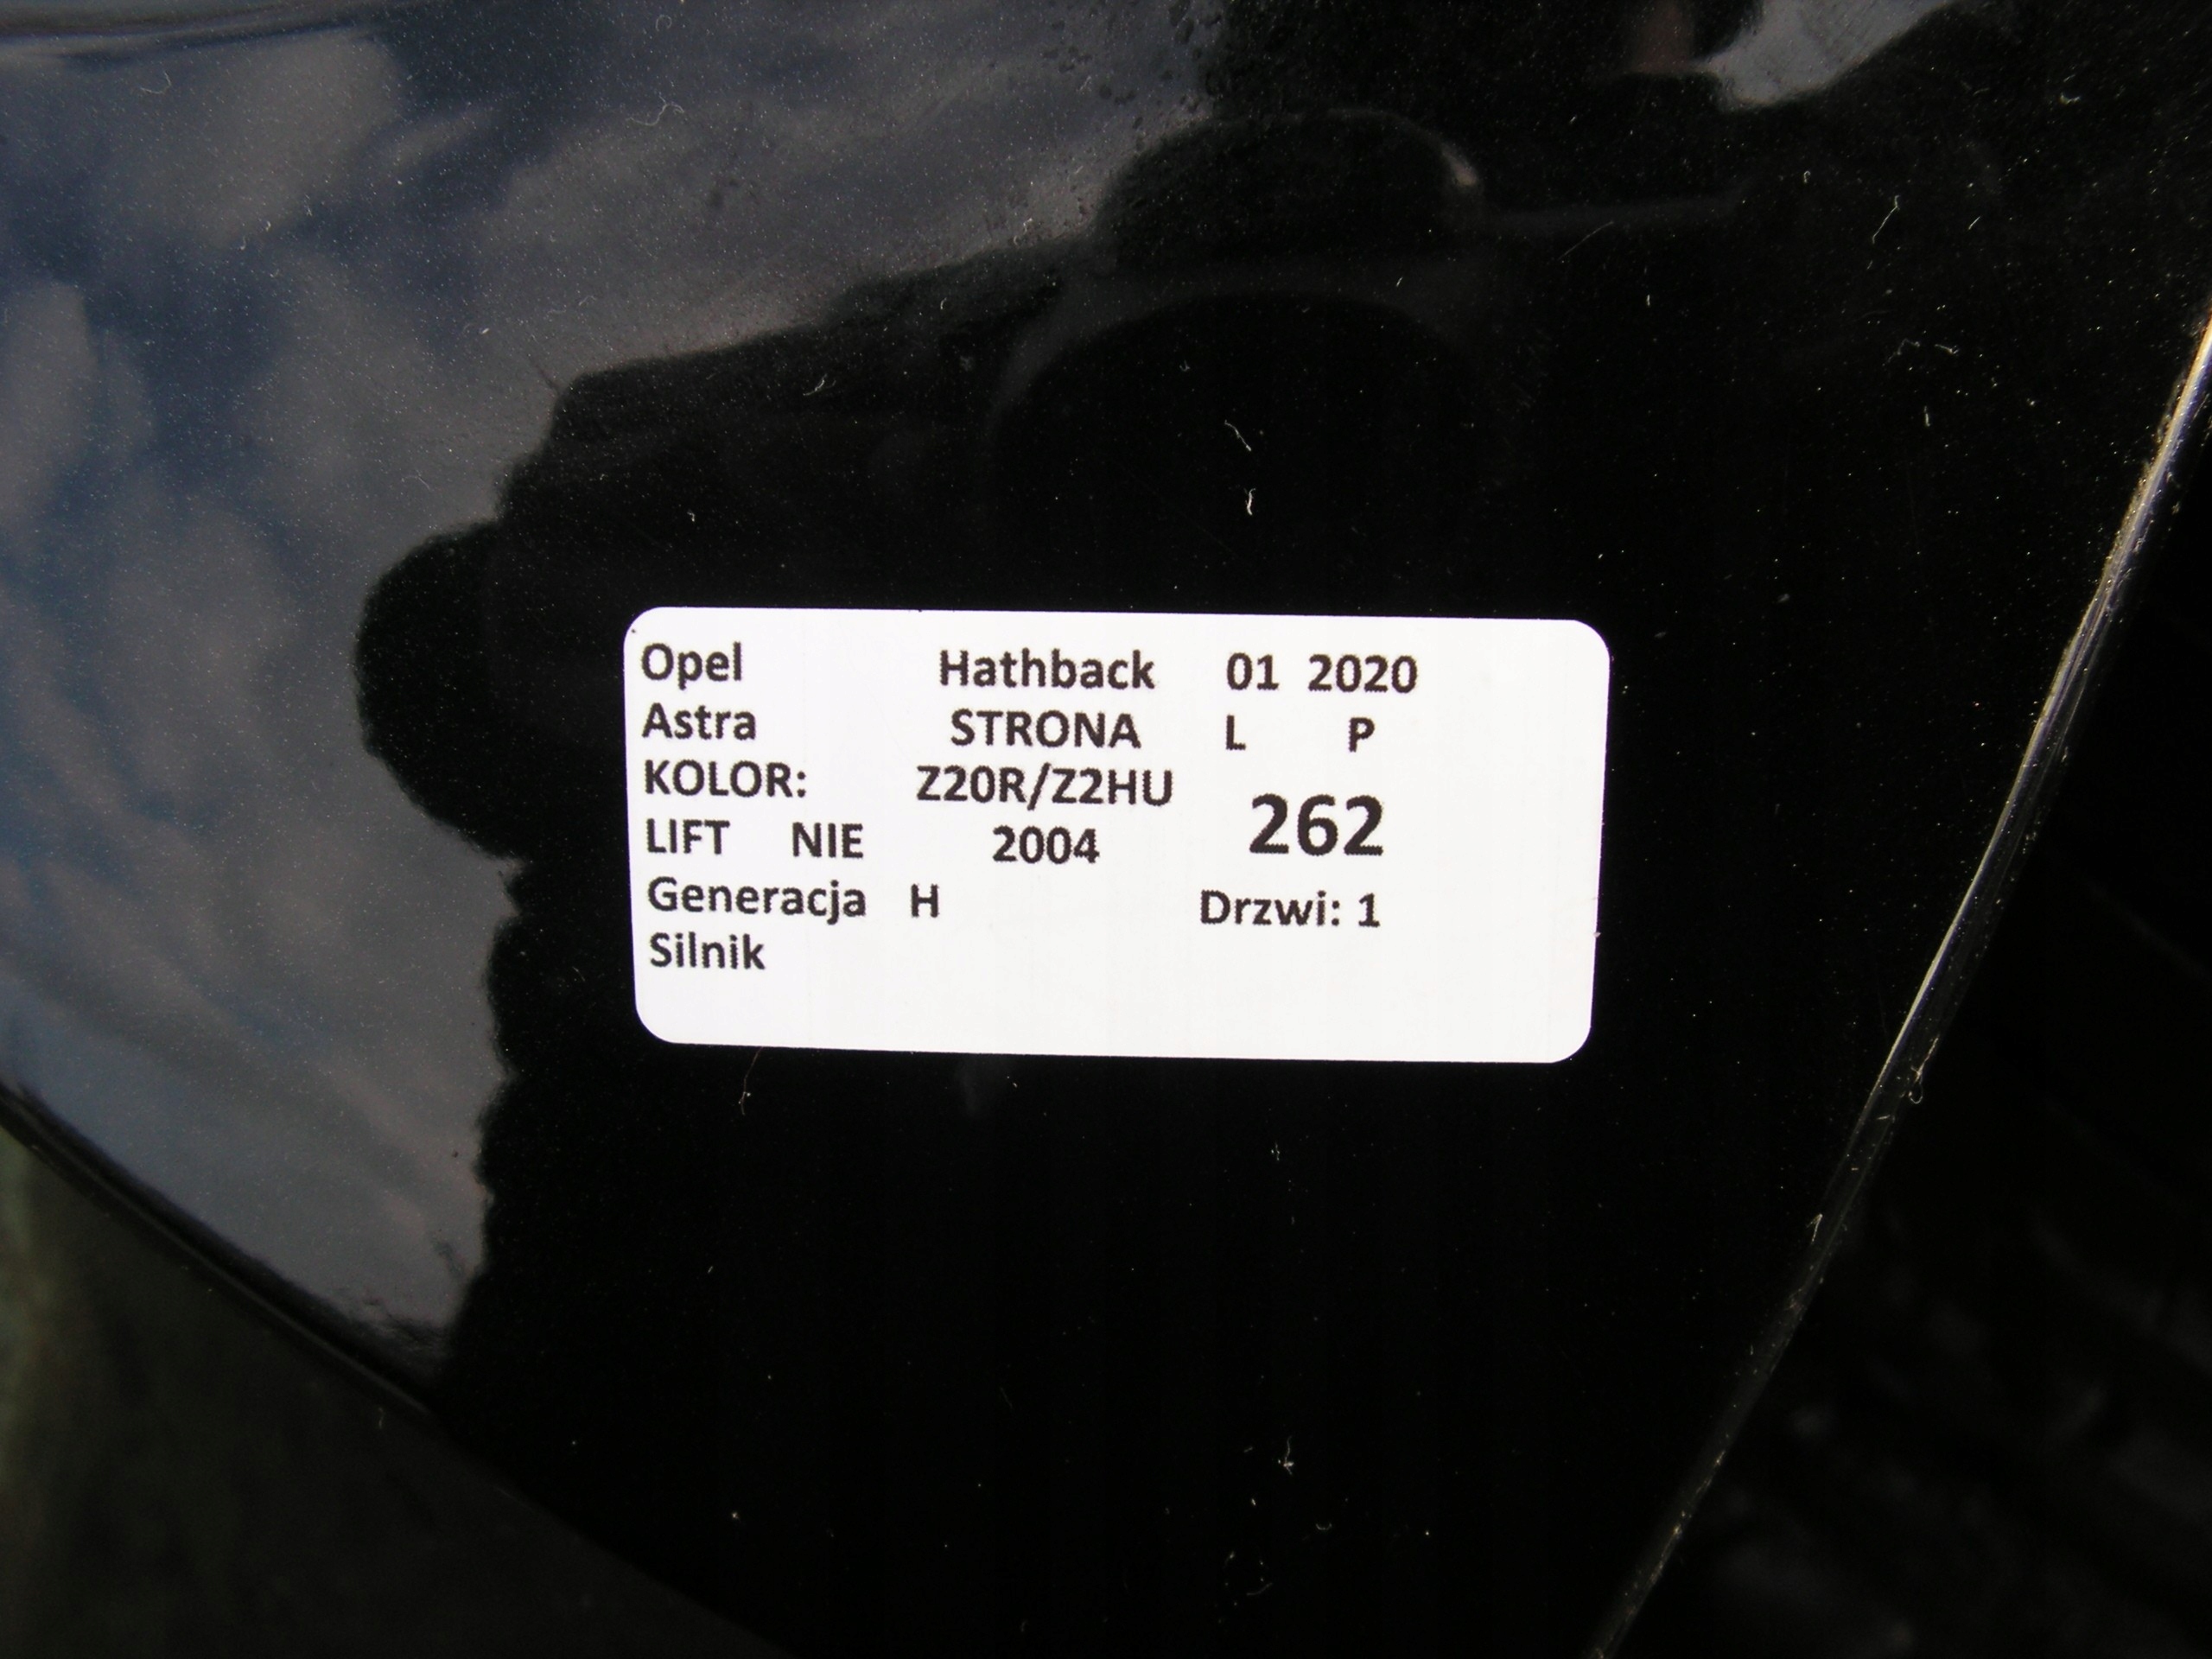 Opel Hathback 01 2020
Astra STRONA L P
KOLOR: Z20R/Z2HU 262
LIFT NIE 2004
Generacja H Drzwi: 1
Silnik